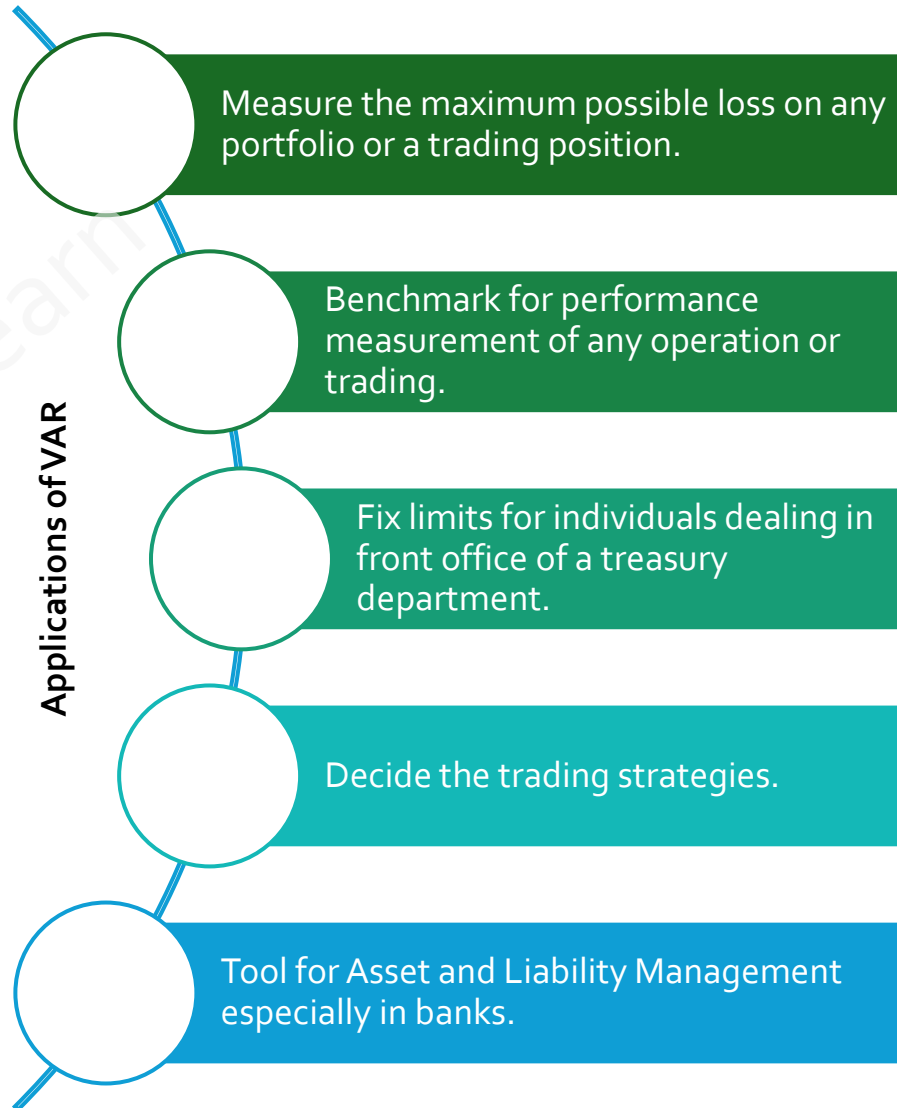 Applications of VAR
Measure the maximum possible loss on any
portfolio or a trading position.
Benchmark for performance
measurement of any operation or
trading.
Fix limits for individuals dealing in
front office of a treasury
department.
Decide the trading strategies.
Tool for Asset and Liability Management
especially in banks.